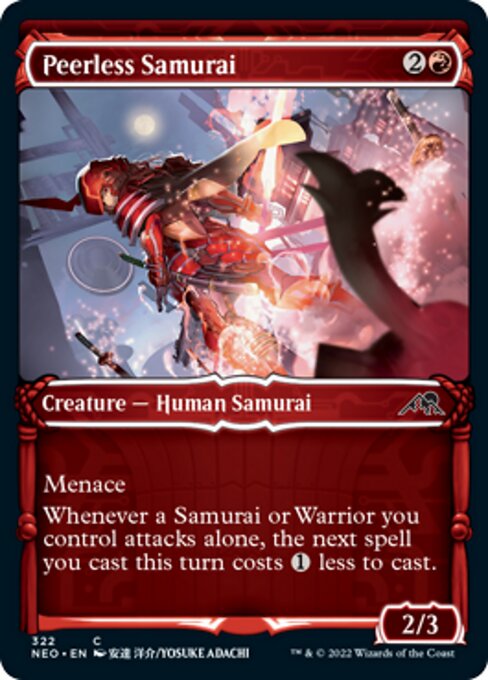 Peerless Samurai 2
Creature — Human Samurai
Menace
Whenever a Samurai or Warrior you
control attacks alone, the next spell
you cast this turn costs 1 less to cast.
2/3
322 C
NEO • EN 安達 洋介/YOSUKE ADACHI
™ & © 2022 Wizards of the Coast